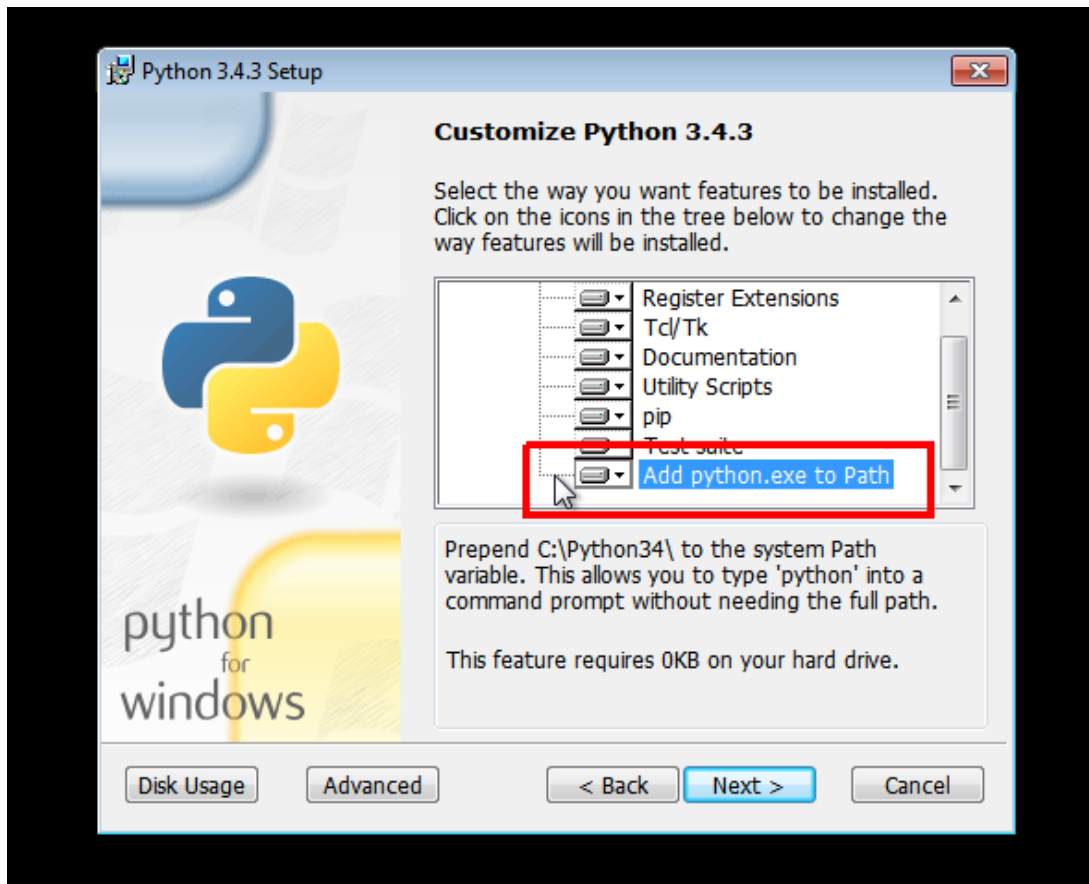 Python 3.4.3 Setup
Customize Python 3.4.3
Select the way you want features to be installed.
Click on the icons in the tree below to change the
way features will be installed.
Register Extensions
Tcl/Tk
Documentation
Utility Scripts
pip
Test suite
Add python.exe to Path
Prepend C:\Python34\ to the system Path
variable. This allows you to type 'python' into a
command prompt without needing the full path.
This feature requires 0KB on your hard drive.
python
for
windows
Disk Usage Advanced < Back Next > Cancel